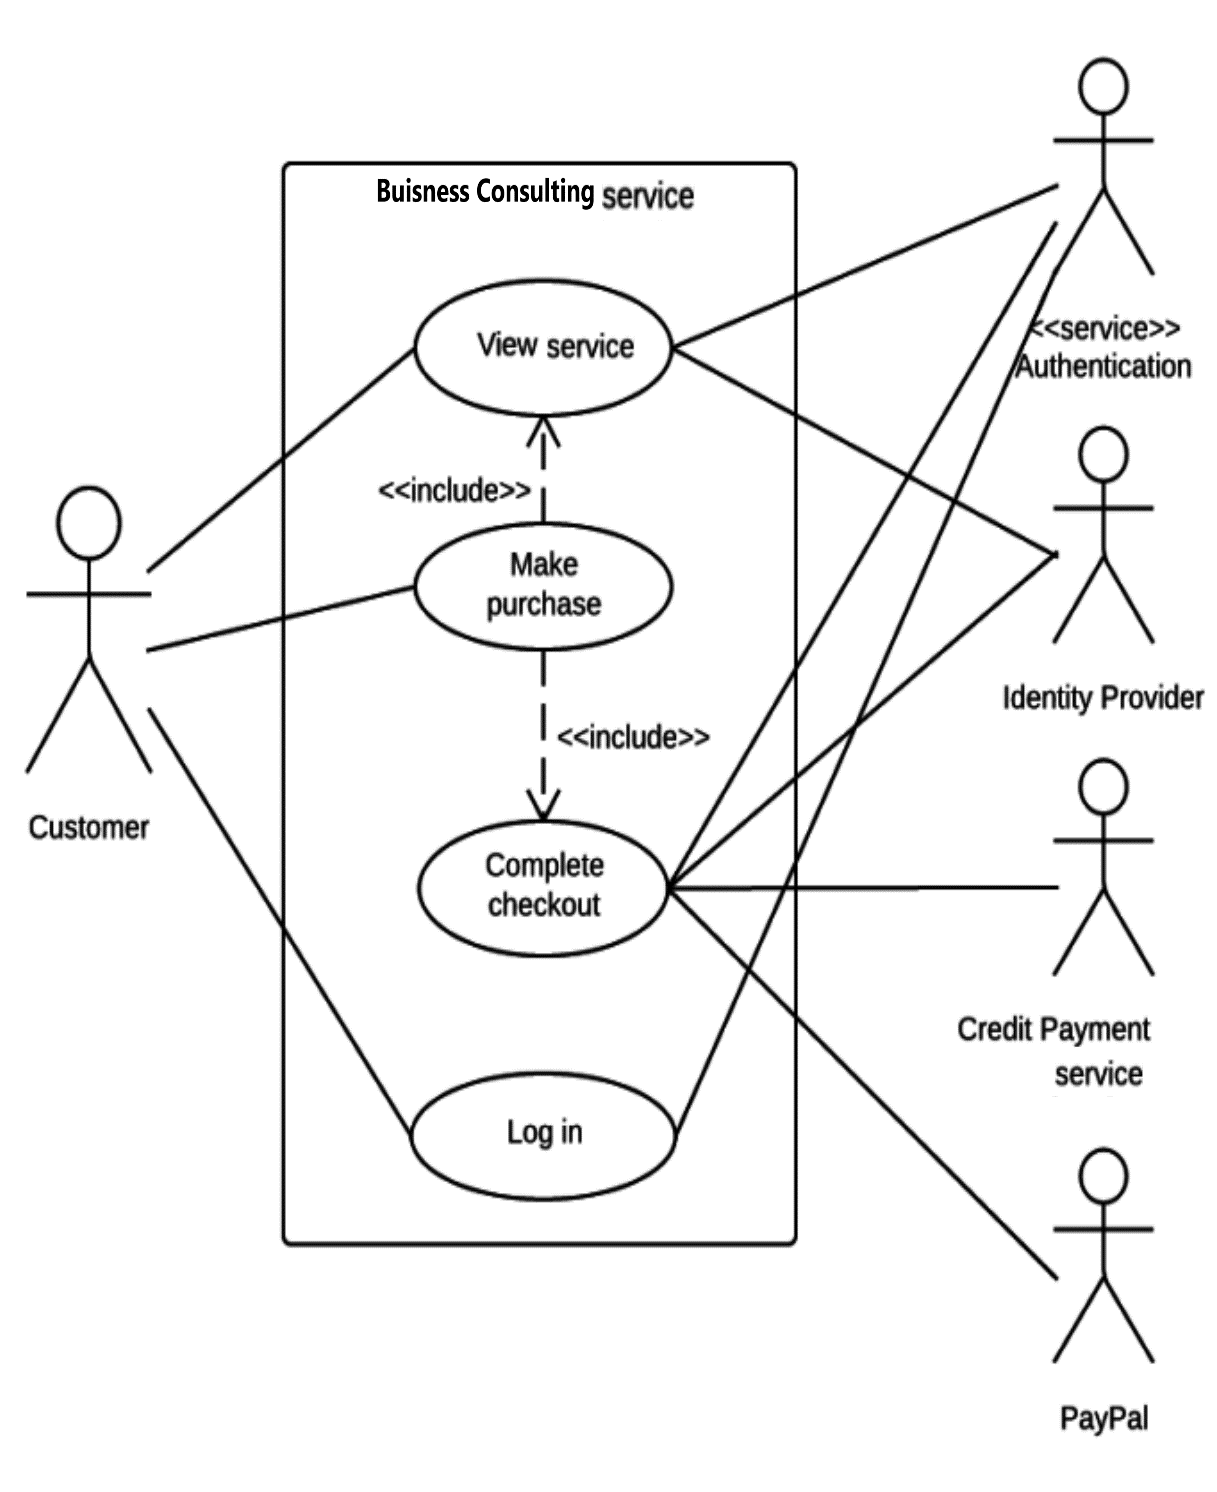 Buisness Consulting service
View service
<<include>>
Make
purchase
<<include>>
Complete
checkout
Log in
Customer
<<service>>
Authentication
Identity Provider
Credit Payment
service
PayPal